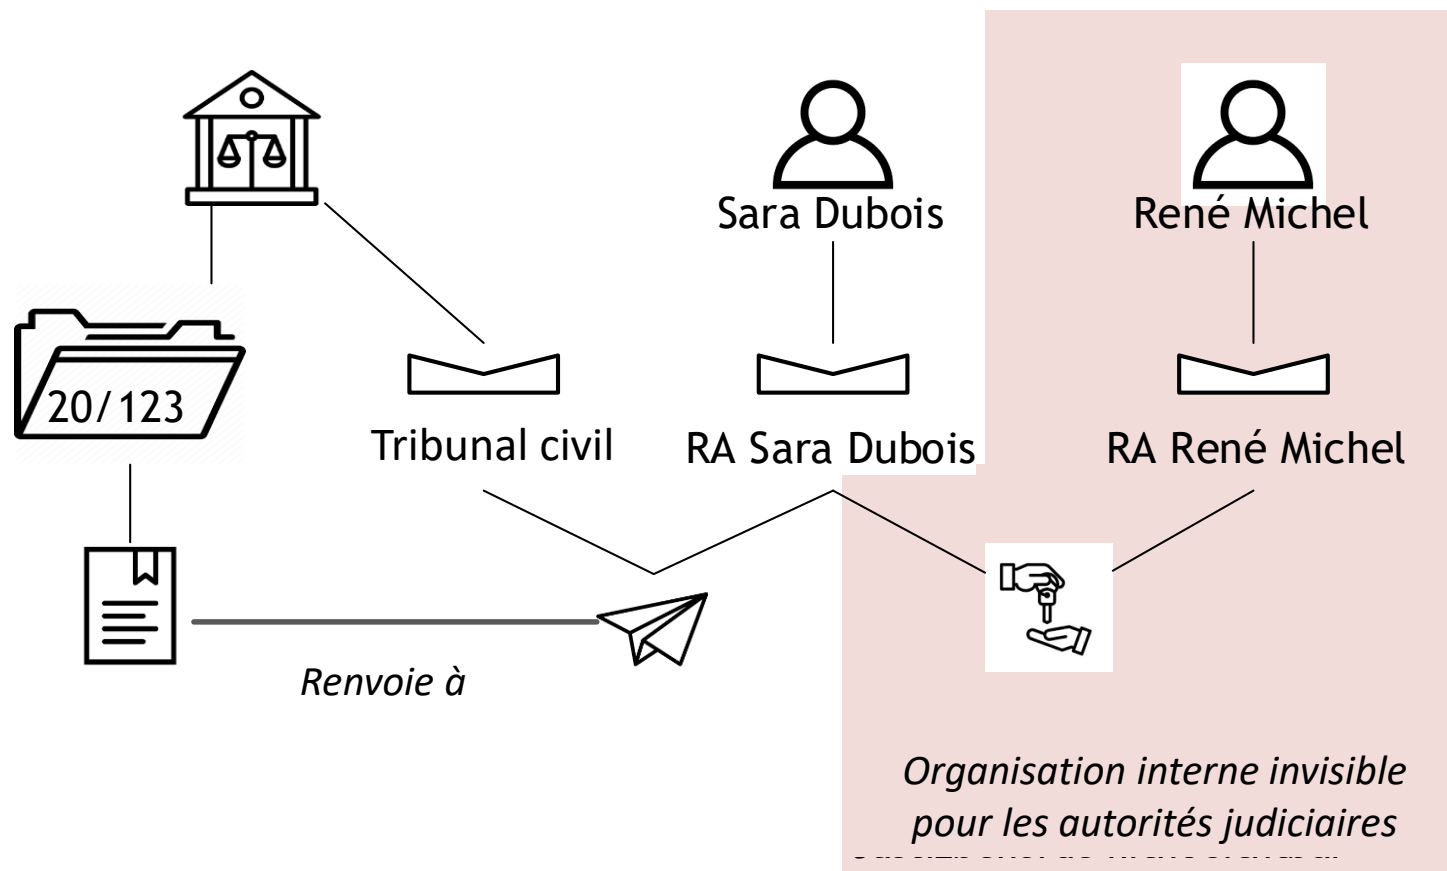 Sara Dubois
René Michel
20/123
Tribunal civil
RA Sara Dubois
RA René Michel
Renvoie à
Organisation interne invisible
pour les autorités judiciaires